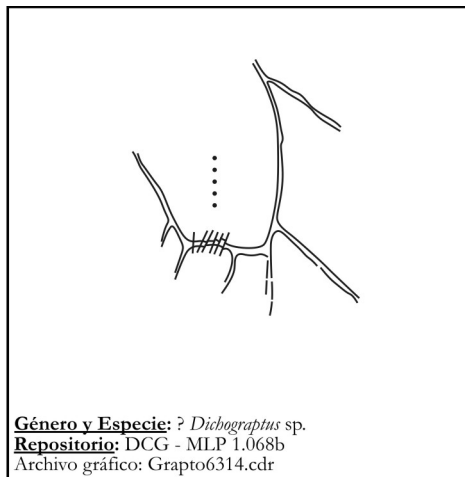 Género y Especie: ? Dichograptus sp.
Repositorio: DCG - MLP 1.068b
Archivo gráfico: Grapto6314.cdr